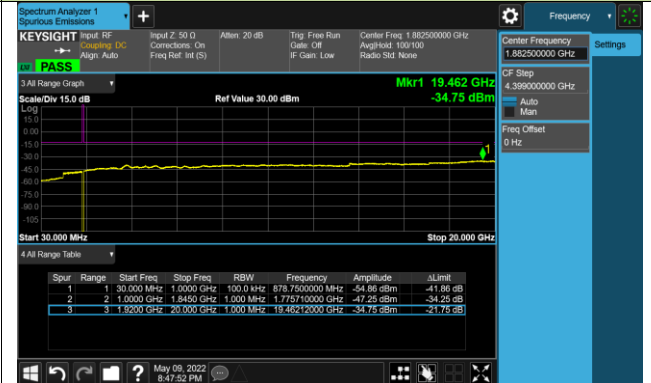 Spectrum Analyzer 1
Spurious Emissions
Frequency
KEYSIGHT
Input: RF
Coupling: DC
Align: Auto
Input Z: 50 Ω
Corrections: On
Freq Ref: Int (S)
Atten: 20 dB
Trig: Free Run
Gate: Off
IF Gain: Low
Center Freq: 1.882500000 GHz
Avg|Hold: 100/100
Radio Std: None
PASS
Center Frequency
1.882500000 GHz
Settings
CF Step
4.399000000 GHz
Auto
Man
Freq Offset
0 Hz
3 All Range Graph
Mkr1 19.462 GHz
Scale/Div 15.0 dB
Ref Value 30.00 dBm
-34.75 dBm
Log
15.0
0.00
-15.0
-30.0
-45.0
-60.0
-75.0
-90.0
-105
1
Start 30.000 MHz
Stop 20.000 GHz
4 All Range Table
Spur Range Start Freq Stop Freq RBW Frequency Amplitude ΔLimit
1 1 30.000 MHz 1.0000 GHz 100.0 kHz 878.7500000 MHz -54.86 dBm -41.86 dB
2 2 1.0000 GHz 1.8450 GHz 1.000 MHz 1.775710000 GHz -47.25 dBm -34.25 dB
3 3 1.9200 GHz 20.000 GHz 1.000 MHz 19.46212000 GHz -34.75 dBm -21.75 dB
?
May 09, 2022
8:47:52 PM